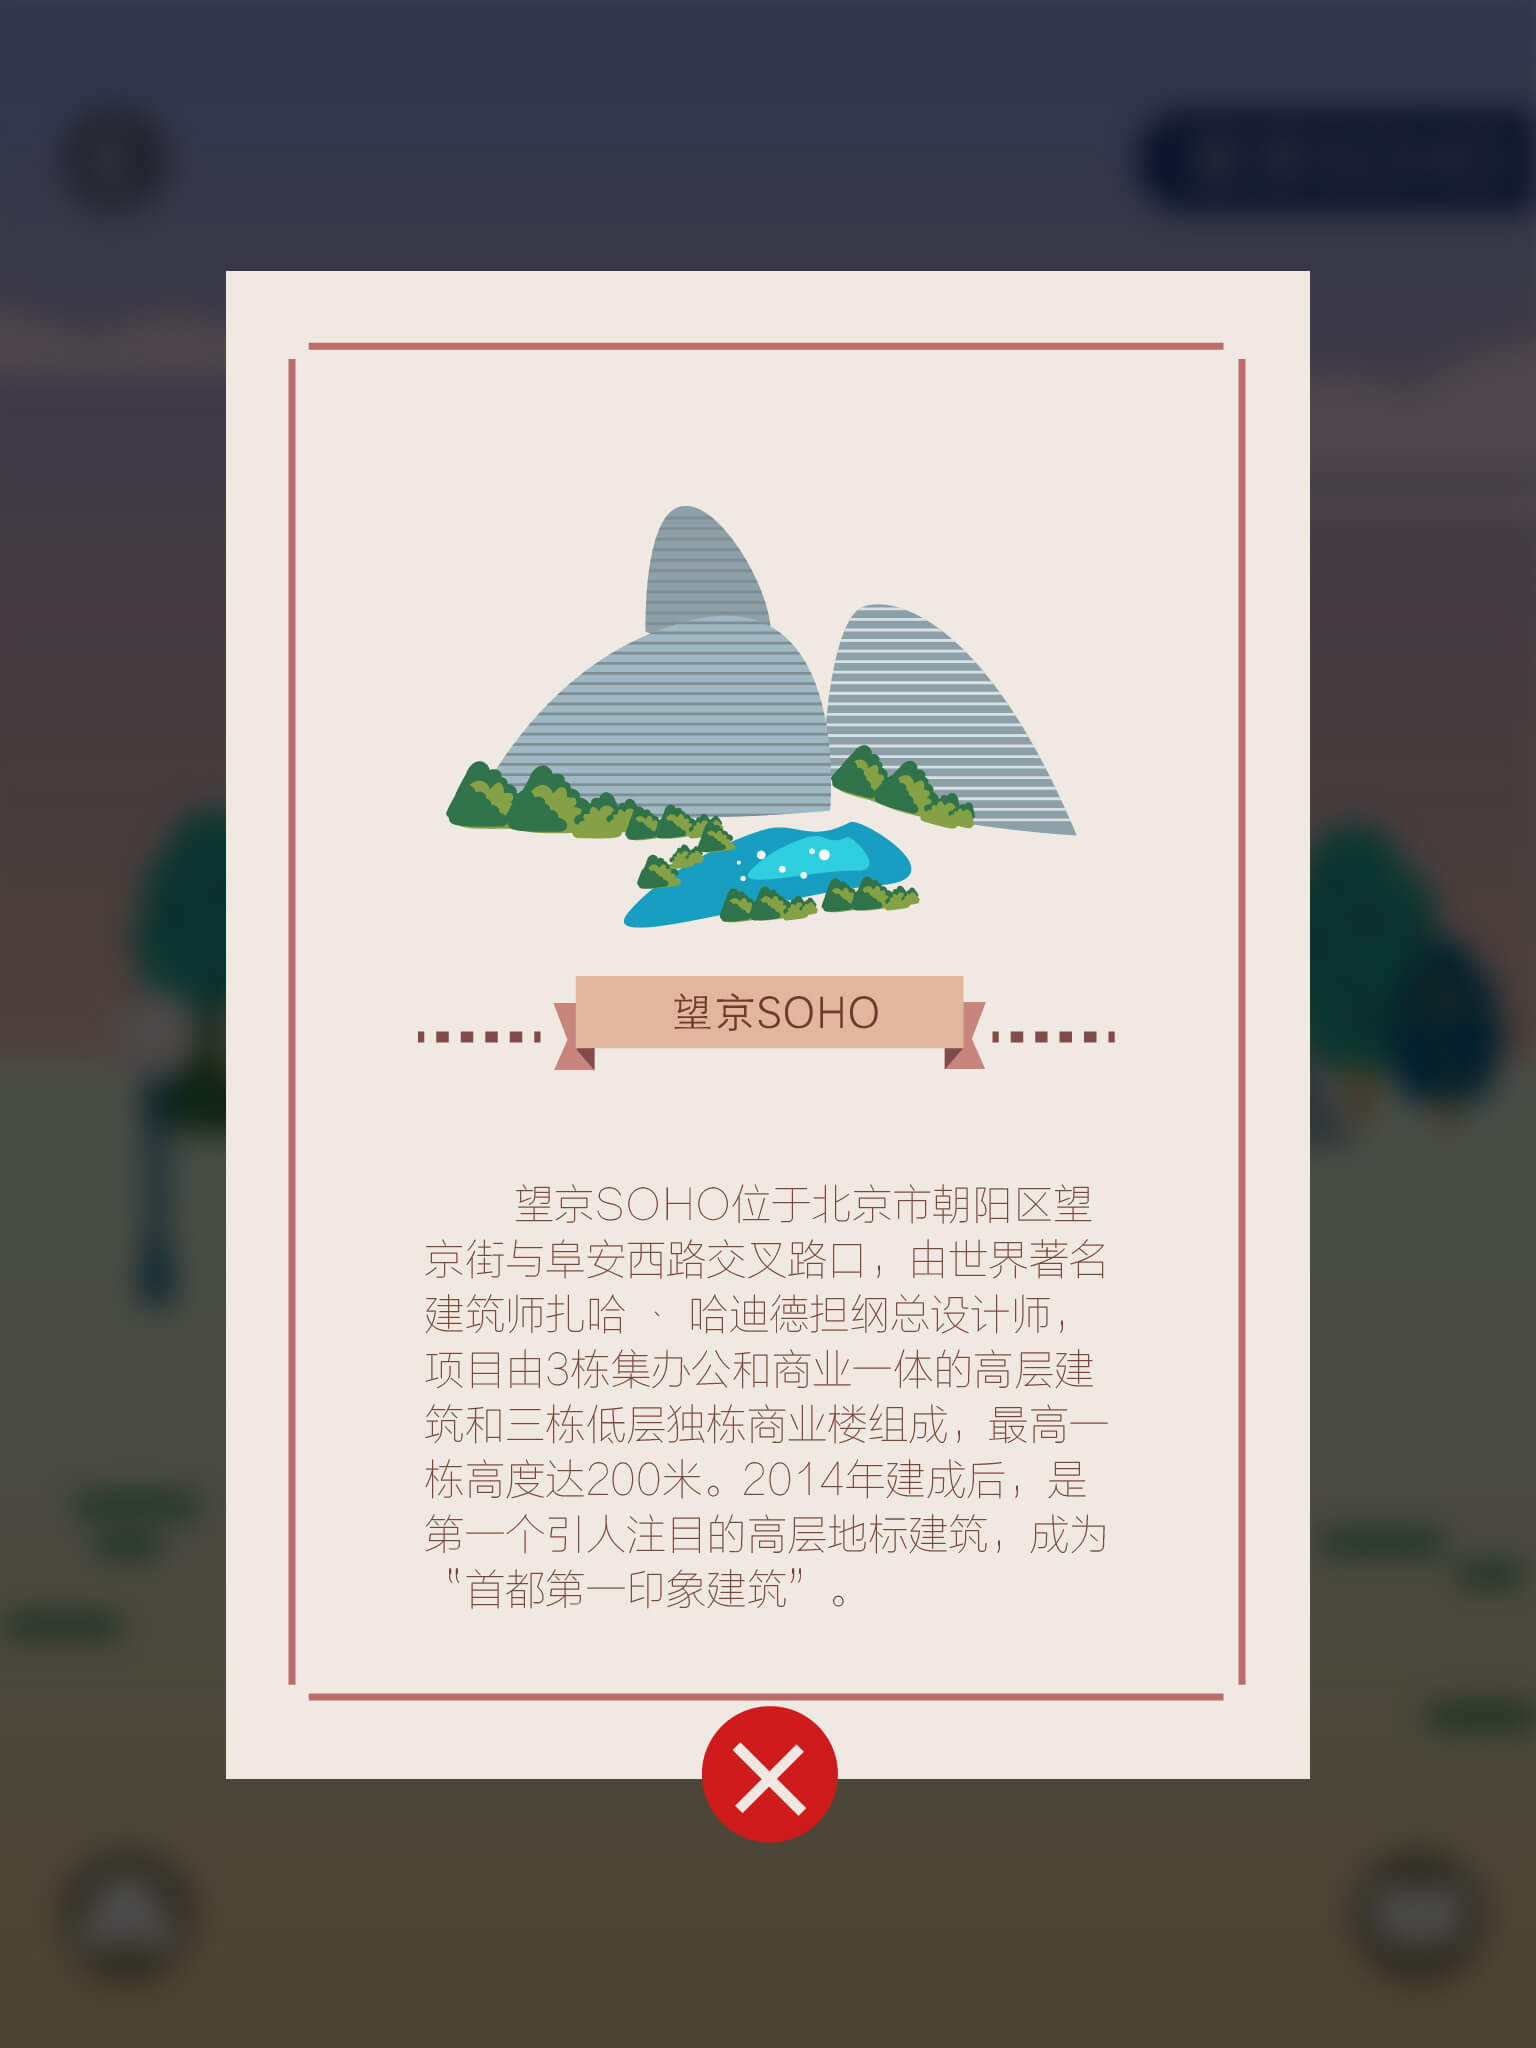 望京SOHO
望京SOHO位于北京市朝阳区望
京街与阜安西路交叉路口，由世界著名
建筑师扎哈 、 哈迪德担纲总设计师，
项目由3栋集办公和商业一体的高层建
筑和三栋低层独栋商业楼组成，最高一
栋高度达200米。2014年建成后，是
第一个引人注目的高层地标建筑，成为
“首都第一印象建筑”。